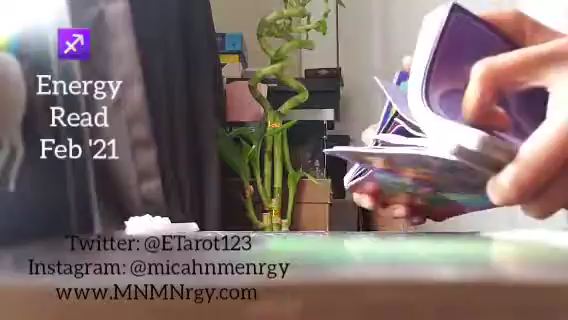 ♐
Energy
Read
Feb '21
Twitter: @ETarot123
Instagram: @micahnmenrgy
www.MNMNrgy.com